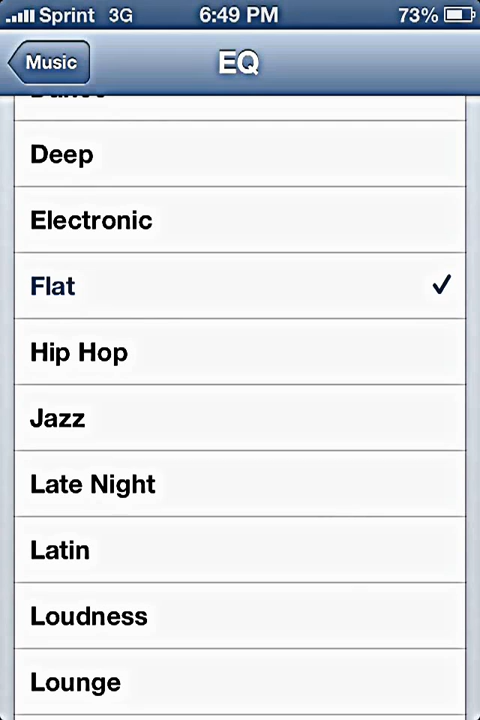 Sprint 3G 6:49 PM 73%
Music EQ
Dance
Deep
Electronic
Flat
Hip Hop
Jazz
Late Night
Latin
Loudness
Lounge